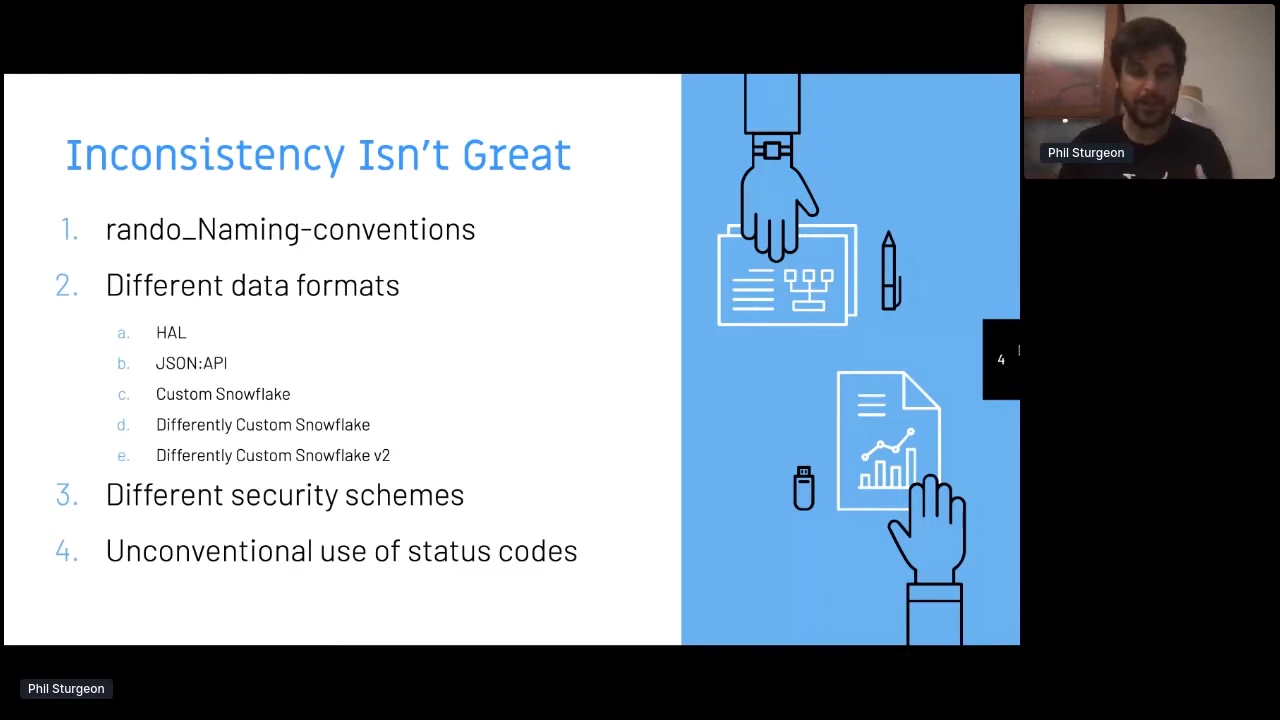 Inconsistency Isn't Great
1. rando_Naming-conventions
2. Different data formats
a. HAL
b. JSON:API
c. Custom Snowflake
d. Differently Custom Snowflake
e. Differently Custom Snowflake v2
3. Different security schemes
4. Unconventional use of status codes
4
Phil Sturgeon
Phil Sturgeon